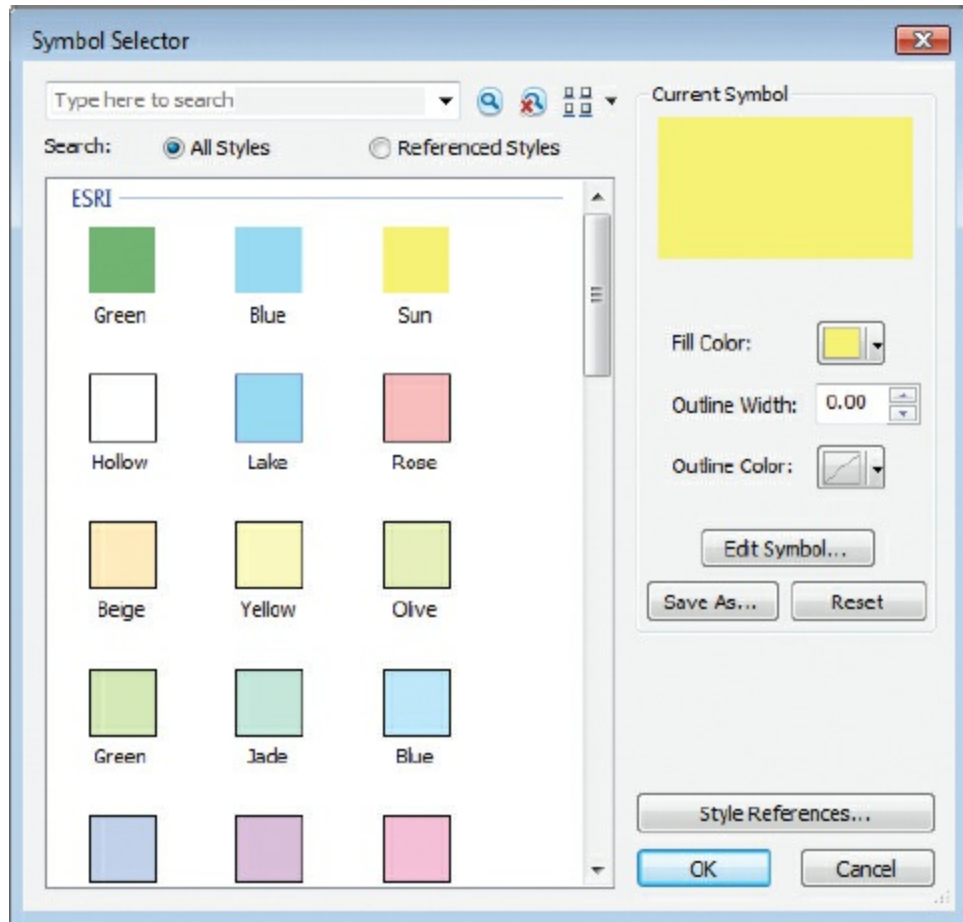 Symbol Selector
Type here to search
Search: All Styles Referenced Styles
ESRI
Green Blue Sun
Hollow Lake Rose
Beige Yellow Olive
Green Jade Blue
Current Symbol
Fill Color:
Outline Width: 0.00
Outline Color:
Edit Symbol...
Save As... Reset
Style References...
OK Cancel